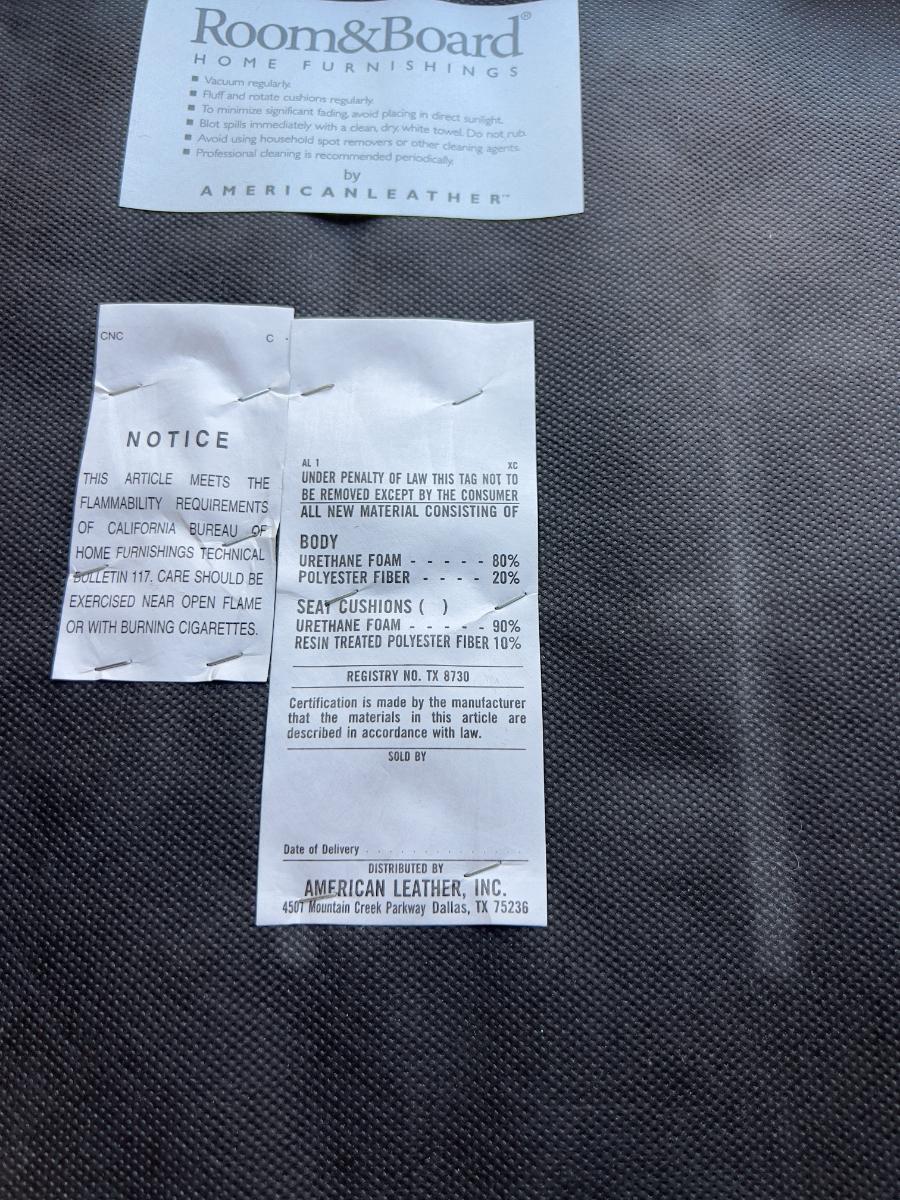 Room&Board®
HOME FURNISHINGS
■ Vacuum regularly.
■ Fluff and rotate cushions regularly.
■ To minimize significant fading, avoid placing in direct sunlight.
■ Blot spills immediately with a clean, dry, white towel. Do not rub.
■ Avoid using household spot removers or other cleaning agents.
■ Professional cleaning is recommended periodically.
by
AMERICANLEATHER™
CNC C
NOTICE
THIS ARTICLE MEETS THE
FLAMMABILITY REQUIREMENTS
OF CALIFORNIA BUREAU OF
HOME FURNISHINGS TECHNICAL
BULLETIN 117. CARE SHOULD BE
EXERCISED NEAR OPEN FLAME
OR WITH BURNING CIGARETTES.
AL 1 XC
UNDER PENALTY OF LAW THIS TAG NOT TO
BE REMOVED EXCEPT BY THE CONSUMER
ALL NEW MATERIAL CONSISTING OF
BODY
URETHANE FOAM - - - - - 80%
POLYESTER FIBER - - - - 20%
SEAT CUSHIONS ( )
URETHANE FOAM - - - - - 90%
RESIN TREATED POLYESTER FIBER 10%
REGISTRY NO. TX 8730
Certification is made by the manufacturer
that the materials in this article are
described in accordance with law.
SOLD BY
Date of Delivery . . . . . . . . . . . . . .
DISTRIBUTED BY
AMERICAN LEATHER, INC.
4501 Mountain Creek Parkway Dallas, TX 75236